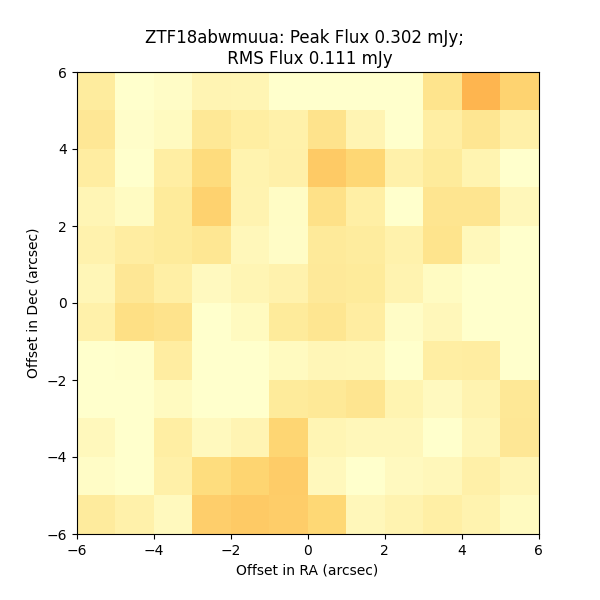 ZTF18abwmuua: Peak Flux 0.302 mJy;
RMS Flux 0.111 mJy
6
4
2
0
−2
−4
−6
Offset in Dec (arcsec)
−6 −4 −2 0 2 4 6
Offset in RA (arcsec)